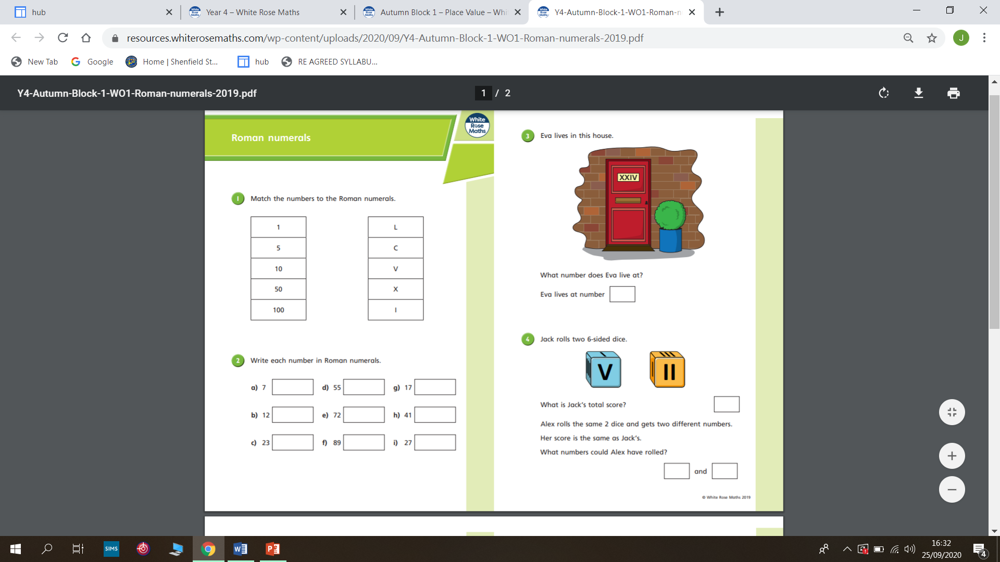 hub
Year 4 – White Rose Maths
Autumn Block 1 – Place Value – Whi
Y4-Autumn-Block-1-WO1-Roman-n
resources.whiterosemaths.com/wp-content/uploads/2020/09/Y4-Autumn-Block-1-WO1-Roman-numerals-2019.pdf
J
New Tab
Google
Home | Shenfield St...
hub
RE AGREED SYLLABU...
Y4-Autumn-Block-1-WO1-Roman-numerals-2019.pdf
1 / 2
Roman numerals
White
Rose
Maths
1 Match the numbers to the Roman numerals.
1 L
5 C
10 V
50 X
100 I
2 Write each number in Roman numerals.
a) 7 d) 55 g) 17
b) 12 e) 72 h) 41
c) 23 f) 89 i) 27
3 Eva lives in this house.
XXIV
What number does Eva live at?
Eva lives at number
4 Jack rolls two 6-sided dice.
I III
V II
What is Jack's total score?
Alex rolls the same 2 dice and gets two different numbers.
Her score is the same as Jack's.
What numbers could Alex have rolled?
and
© White Rose Maths 2019
SIMS
16:32
25/09/2020
4